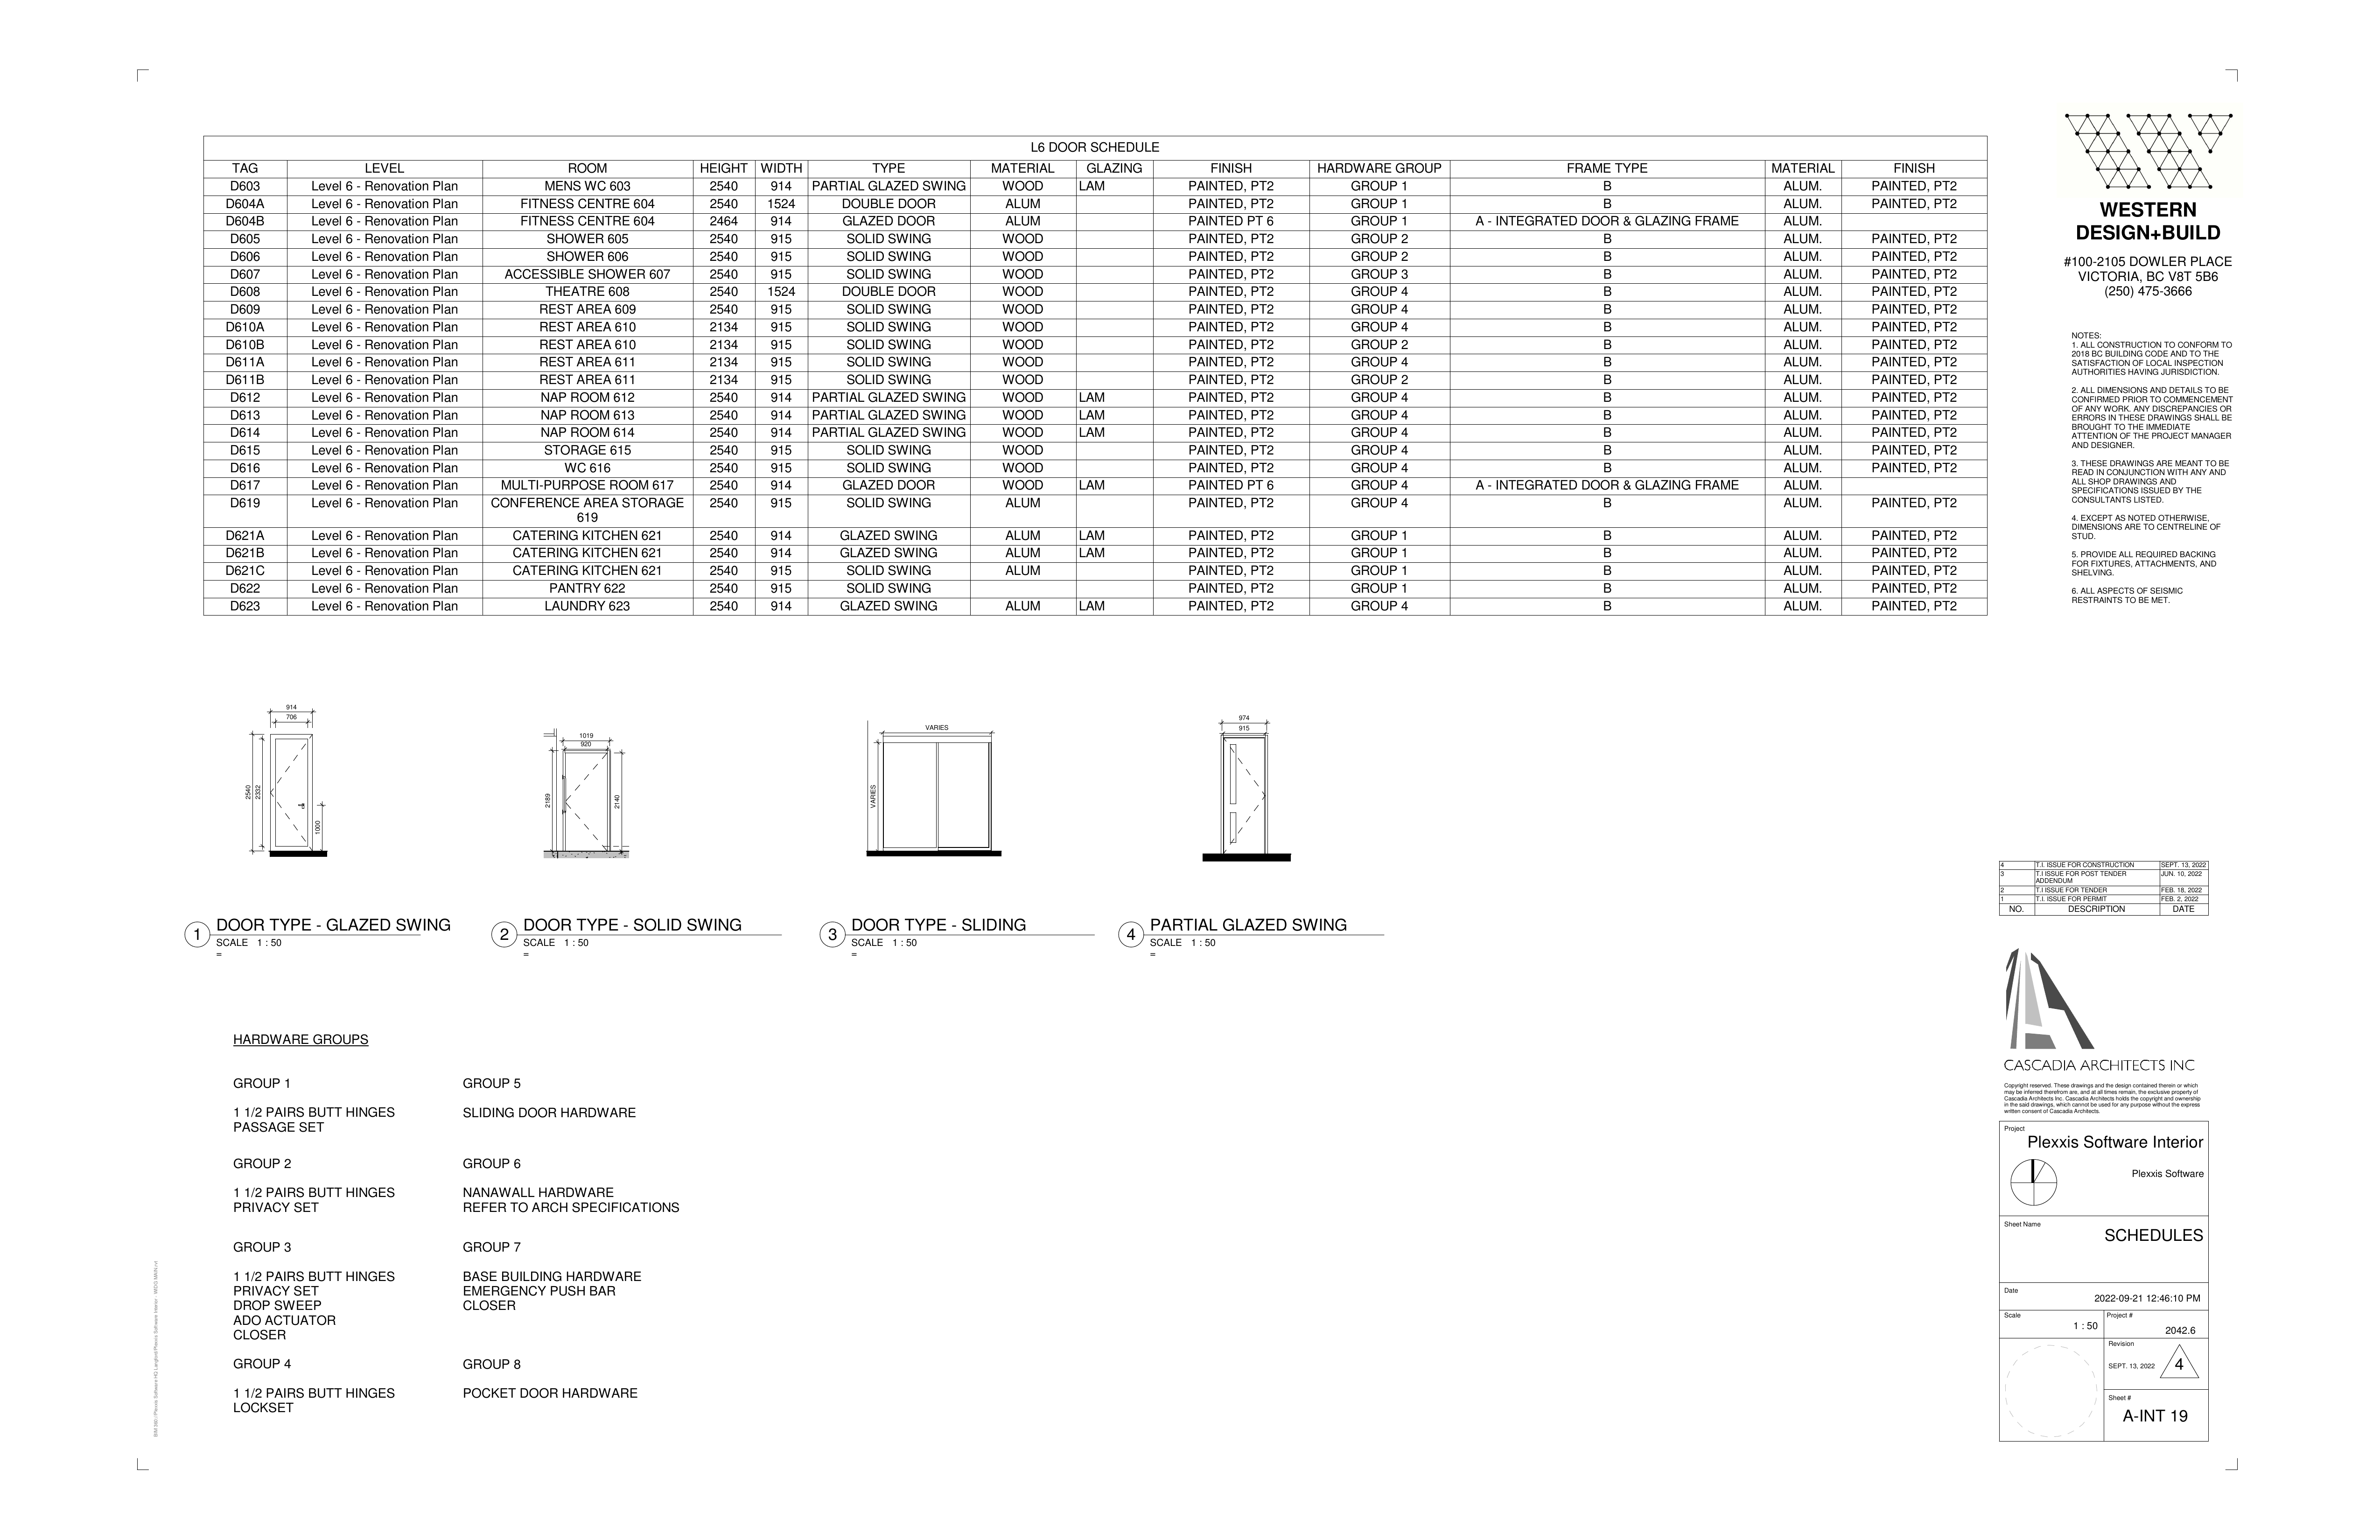 L6 DOOR SCHEDULE
TAG LEVEL ROOM HEIGHT WIDTH TYPE MATERIAL GLAZING FINISH HARDWARE GROUP FRAME TYPE MATERIAL FINISH
D603 Level 6 - Renovation Plan MENS WC 603 2540 914 PARTIAL GLAZED SWING WOOD LAM PAINTED, PT2 GROUP 1 B ALUM. PAINTED, PT2
D604A Level 6 - Renovation Plan FITNESS CENTRE 604 2540 1524 DOUBLE DOOR ALUM PAINTED, PT2 GROUP 1 B ALUM. PAINTED, PT2
D604B Level 6 - Renovation Plan FITNESS CENTRE 604 2464 914 GLAZED DOOR ALUM PAINTED PT 6 GROUP 1 A - INTEGRATED DOOR & GLAZING FRAME ALUM.
D605 Level 6 - Renovation Plan SHOWER 605 2540 915 SOLID SWING WOOD PAINTED, PT2 GROUP 2 B ALUM. PAINTED, PT2
D606 Level 6 - Renovation Plan SHOWER 606 2540 915 SOLID SWING WOOD PAINTED, PT2 GROUP 2 B ALUM. PAINTED, PT2
D607 Level 6 - Renovation Plan ACCESSIBLE SHOWER 607 2540 915 SOLID SWING WOOD PAINTED, PT2 GROUP 3 B ALUM. PAINTED, PT2
D608 Level 6 - Renovation Plan THEATRE 608 2540 1524 DOUBLE DOOR WOOD PAINTED, PT2 GROUP 4 B ALUM. PAINTED, PT2
D609 Level 6 - Renovation Plan REST AREA 609 2540 915 SOLID SWING WOOD PAINTED, PT2 GROUP 4 B ALUM. PAINTED, PT2
D610A Level 6 - Renovation Plan REST AREA 610 2134 915 SOLID SWING WOOD PAINTED, PT2 GROUP 4 B ALUM. PAINTED, PT2
D610B Level 6 - Renovation Plan REST AREA 610 2134 915 SOLID SWING WOOD PAINTED, PT2 GROUP 2 B ALUM. PAINTED, PT2
D611A Level 6 - Renovation Plan REST AREA 611 2134 915 SOLID SWING WOOD PAINTED, PT2 GROUP 4 B ALUM. PAINTED, PT2
D611B Level 6 - Renovation Plan REST AREA 611 2134 915 SOLID SWING WOOD PAINTED, PT2 GROUP 2 B ALUM. PAINTED, PT2
D612 Level 6 - Renovation Plan NAP ROOM 612 2540 914 PARTIAL GLAZED SWING WOOD LAM PAINTED, PT2 GROUP 4 B ALUM. PAINTED, PT2
D613 Level 6 - Renovation Plan NAP ROOM 613 2540 914 PARTIAL GLAZED SWING WOOD LAM PAINTED, PT2 GROUP 4 B ALUM. PAINTED, PT2
D614 Level 6 - Renovation Plan NAP ROOM 614 2540 914 PARTIAL GLAZED SWING WOOD LAM PAINTED, PT2 GROUP 4 B ALUM. PAINTED, PT2
D615 Level 6 - Renovation Plan STORAGE 615 2540 915 SOLID SWING WOOD PAINTED, PT2 GROUP 4 B ALUM. PAINTED, PT2
D616 Level 6 - Renovation Plan WC 616 2540 915 SOLID SWING WOOD PAINTED, PT2 GROUP 4 B ALUM. PAINTED, PT2
D617 Level 6 - Renovation Plan MULTI-PURPOSE ROOM 617 2540 914 GLAZED DOOR WOOD LAM PAINTED PT 6 GROUP 4 A - INTEGRATED DOOR & GLAZING FRAME ALUM.
D619 Level 6 - Renovation Plan CONFERENCE AREA STORAGE 2540 915 SOLID SWING ALUM PAINTED, PT2 GROUP 4 B ALUM. PAINTED, PT2
619
D621A Level 6 - Renovation Plan CATERING KITCHEN 621 2540 914 GLAZED SWING ALUM LAM PAINTED, PT2 GROUP 1 B ALUM. PAINTED, PT2
D621B Level 6 - Renovation Plan CATERING KITCHEN 621 2540 914 GLAZED SWING ALUM LAM PAINTED, PT2 GROUP 1 B ALUM. PAINTED, PT2
D621C Level 6 - Renovation Plan CATERING KITCHEN 621 2540 915 SOLID SWING ALUM PAINTED, PT2 GROUP 1 B ALUM. PAINTED, PT2
D622 Level 6 - Renovation Plan PANTRY 622 2540 915 SOLID SWING PAINTED, PT2 GROUP 1 B ALUM. PAINTED, PT2
D623 Level 6 - Renovation Plan LAUNDRY 623 2540 914 GLAZED SWING ALUM LAM PAINTED, PT2 GROUP 4 B ALUM. PAINTED, PT2
914
706
2540
2332
1000
1
DOOR TYPE - GLAZED SWING
SCALE 1 : 50
=
1019
920
2189
2140
2
DOOR TYPE - SOLID SWING
SCALE 1 : 50
=
VARIES
VARIES
3
DOOR TYPE - SLIDING
SCALE 1 : 50
=
974
915
4
PARTIAL GLAZED SWING
SCALE 1 : 50
=
HARDWARE GROUPS
GROUP 1
1 1/2 PAIRS BUTT HINGES
PASSAGE SET
GROUP 2
1 1/2 PAIRS BUTT HINGES
PRIVACY SET
GROUP 3
1 1/2 PAIRS BUTT HINGES
PRIVACY SET
DROP SWEEP
ADO ACTUATOR
CLOSER
GROUP 4
1 1/2 PAIRS BUTT HINGES
LOCKSET
GROUP 5
SLIDING DOOR HARDWARE
GROUP 6
NANAWALL HARDWARE
REFER TO ARCH SPECIFICATIONS
GROUP 7
BASE BUILDING HARDWARE
EMERGENCY PUSH BAR
CLOSER
GROUP 8
POCKET DOOR HARDWARE
WESTERN
DESIGN+BUILD
#100-2105 DOWLER PLACE
VICTORIA, BC V8T 5B6
(250) 475-3666
NOTES:
1. ALL CONSTRUCTION TO CONFORM TO
2018 BC BUILDING CODE AND TO THE
SATISFACTION OF LOCAL INSPECTION
AUTHORITIES HAVING JURISDICTION.
2. ALL DIMENSIONS AND DETAILS TO BE
CONFIRMED PRIOR TO COMMENCEMENT
OF ANY WORK. ANY DISCREPANCIES OR
ERRORS IN THESE DRAWINGS SHALL BE
BROUGHT TO THE IMMEDIATE
ATTENTION OF THE PROJECT MANAGER
AND DESIGNER.
3. THESE DRAWINGS ARE MEANT TO BE
READ IN CONJUNCTION WITH ANY AND
ALL SHOP DRAWINGS AND
SPECIFICATIONS ISSUED BY THE
CONSULTANTS LISTED.
4. EXCEPT AS NOTED OTHERWISE,
DIMENSIONS ARE TO CENTRELINE OF
STUD.
5. PROVIDE ALL REQUIRED BACKING
FOR FIXTURES, ATTACHMENTS, AND
SHELVING.
6. ALL ASPECTS OF SEISMIC
RESTRAINTS TO BE MET.
4 T.I. ISSUE FOR CONSTRUCTION SEPT. 13, 2022
3 T.I ISSUE FOR POST TENDER JUN. 10, 2022
ADDENDUM
2 T.I ISSUE FOR TENDER FEB. 18, 2022
1 T.I. ISSUE FOR PERMIT FEB. 2, 2022
NO. DESCRIPTION DATE
CASCADIA ARCHITECTS INC
Copyright reserved. These drawings and the design contained therein or which
may be inferred therefrom are, and at all times remain, the exclusive property of
Cascadia Architects Inc. Cascadia Architects holds the copyright and ownership
in the said drawings, which cannot be used for any purpose without the express
written consent of Cascadia Architects.
Project
Plexxis Software Interior
Plexxis Software
Sheet Name
SCHEDULES
Date
2022-09-21 12:46:10 PM
Scale
1 : 50
Project #
2042.6
Revision
SEPT. 13, 2022
4
Sheet #
A-INT 19